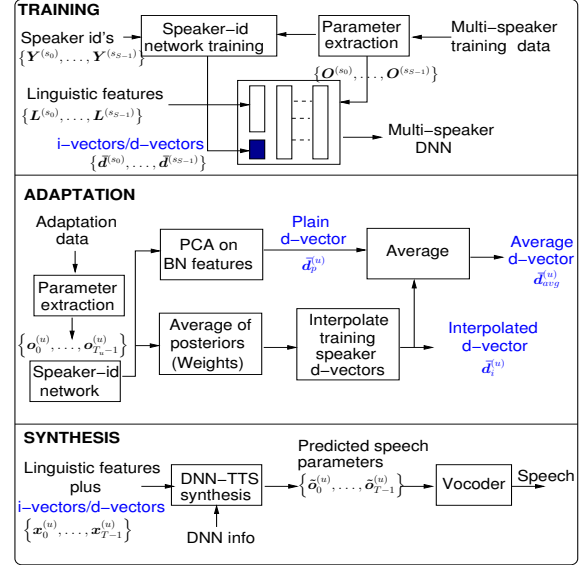 TRAINING
Speaker id's
{Y^(s_0), . . . , Y^(s_{S−1})}
Speaker−id
network training
Parameter
extraction
Multi−speaker
training data
{O^(s_0), . . . , O^(s_{S−1})}
Linguistic features
{L^(s_0), . . . , L^(s_{S−1})}
i−vectors/d−vectors
{d̄^(s_0), . . . , d̄^(s_{S−1})}
Multi−speaker
DNN
ADAPTATION
Adaptation
data
Parameter
extraction
{o_0^(u), . . . , o_{T_u−1}^(u)}
Speaker−id
network
PCA on
BN features
Plain
d−vector
d̄_p^(u)
Average
Average
d−vector
d̄_avg^(u)
Average of
posteriors
(Weights)
Interpolate
training
speaker
d−vectors
Interpolated
d−vector
d̄_i^(u)
SYNTHESIS
Linguistic features
plus
i−vectors/d−vectors
{x_0^(u), . . . , x_{T−1}^(u)}
DNN−TTS
synthesis
DNN info
Predicted speech
parameters
{õ_0^(u), . . . , õ_{T−1}^(u)}
Vocoder
Speech